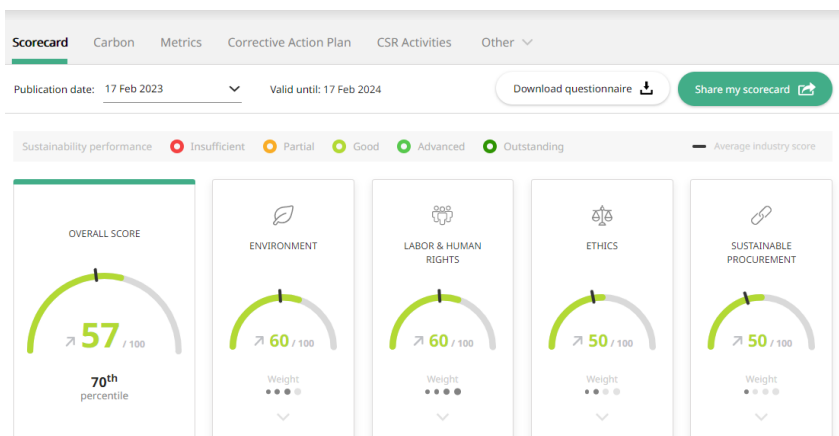 Scorecard Carbon Metrics Corrective Action Plan CSR Activities Other
Publication date: 17 Feb 2023 Valid until: 17 Feb 2024 Download questionnaire Share my scorecard
Sustainability performance Insufficient Partial Good Advanced Outstanding Average industry score
OVERALL SCORE
57 / 100
70th
percentile
ENVIRONMENT
60 / 100
Weight
LABOR & HUMAN
RIGHTS
60 / 100
Weight
ETHICS
50 / 100
Weight
SUSTAINABLE
PROCUREMENT
50 / 100
Weight